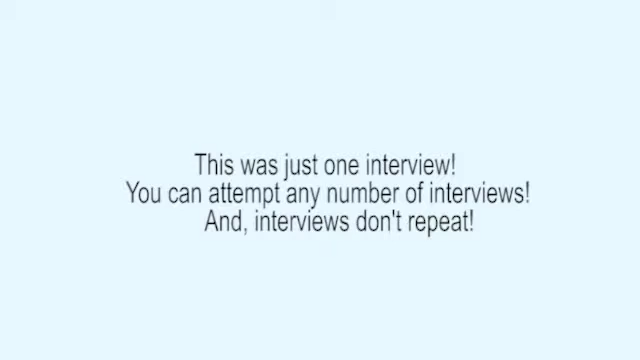 This was just one interview!
You can attempt any number of interviews!
And, interviews don't repeat!